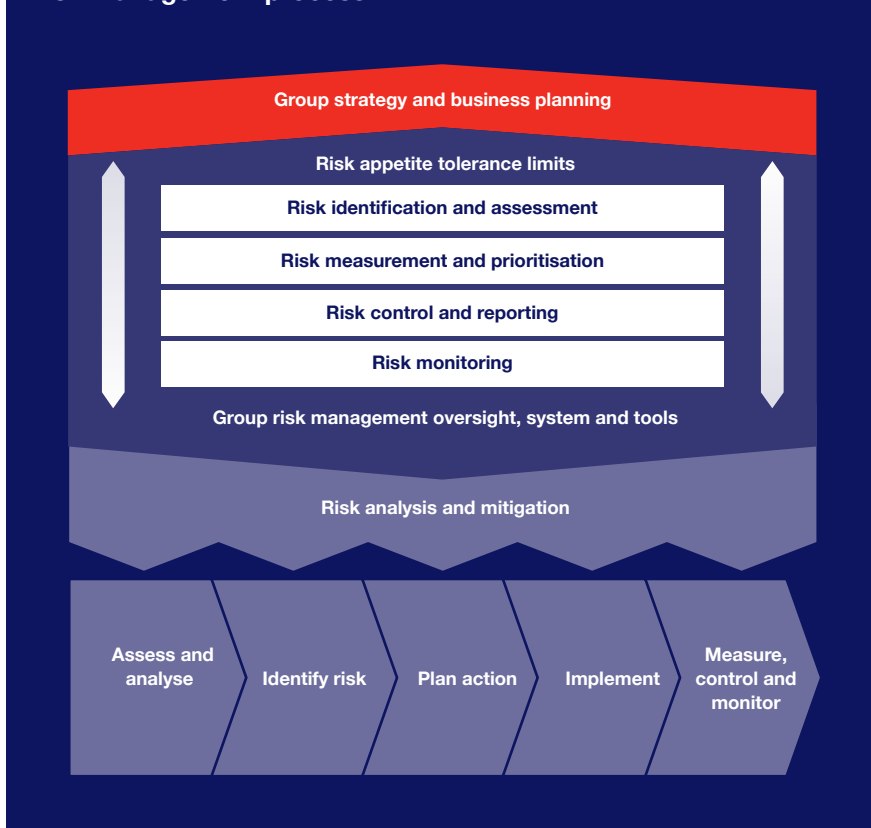 Group strategy and business planning
Risk appetite tolerance limits
Risk identification and assessment
Risk measurement and prioritisation
Risk control and reporting
Risk monitoring
Group risk management oversight, system and tools
Risk analysis and mitigation
Assess and
analyse
Identify risk
Plan action
Implement
Measure,
control and
monitor